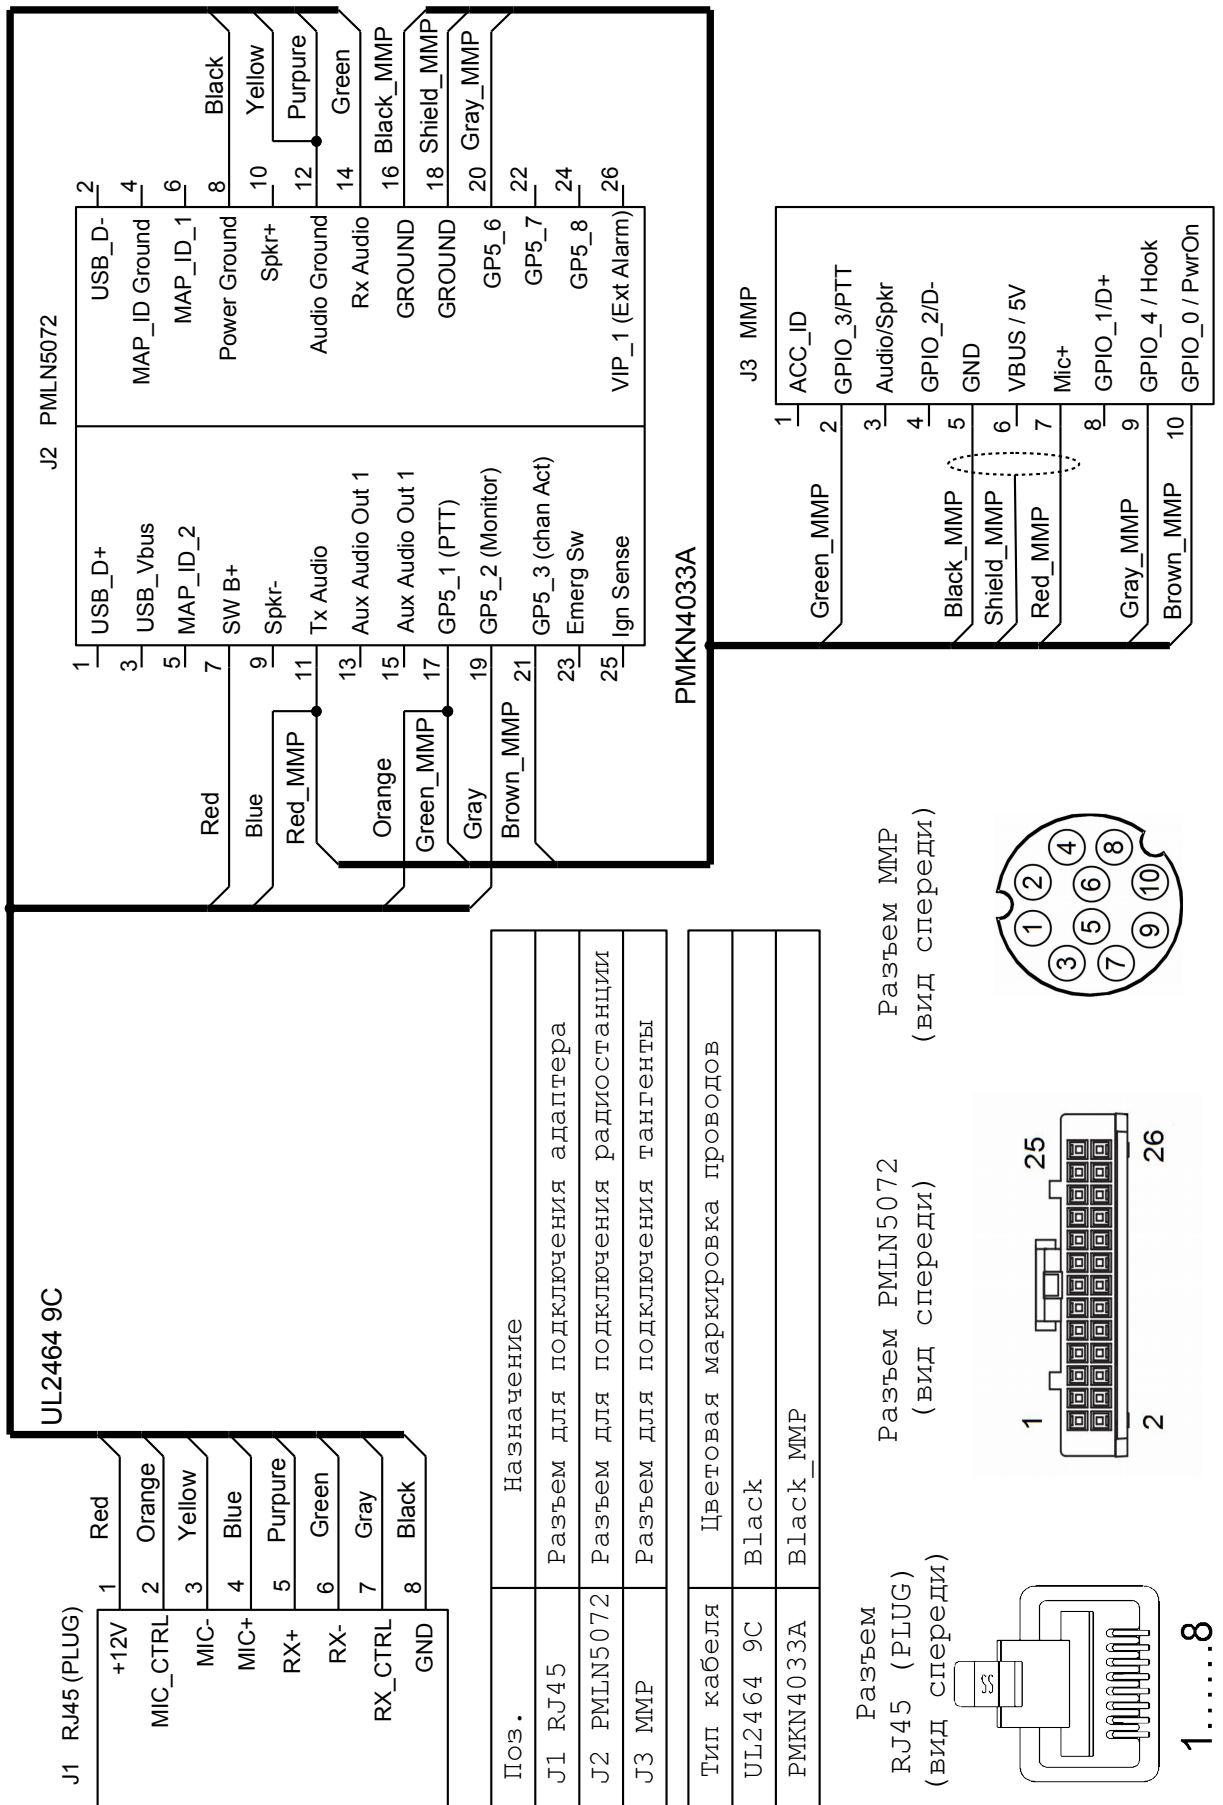 J1 RJ45 (PLUG)
+12V 1 Red
MIC_CTRL 2 Orange
MIC- 3 Yellow
MIC+ 4 Blue
RX+ 5 Purpure
RX- 6 Green
RX_CTRL 7 Gray
GND 8 Black
UL2464 9C
J2 PMLN5072
Red 7 SW B+
Blue 9 Spkr-
Red_MMP 11 Tx Audio
Orange 15 Aux Audio Out 1
Green_MMP 17 GP5_1 (PTT)
Gray 19 GP5_2 (Monitor)
Brown_MMP 21 GP5_3 (chan Act)
1 USB_D+
3 USB_Vbus
5 MAP_ID_2
13 Aux Audio Out 1
23 Emerg Sw
25 Ign Sense
USB_D- 2
MAP_ID Ground 4
MAP_ID_1 6
Power Ground 8 Black
Spkr+ 10 Yellow
Audio Ground 12 Purpure
Rx Audio 14 Green
GROUND 16 Black_MMP
GROUND 18 Shield_MMP
GP5_6 20 Gray_MMP
GP5_7 22
GP5_8 24
VIP_1 (Ext Alarm) 26
PMKN4033A
J3 MMP
1 ACC_ID
Green_MMP 2 GPIO_3/PTT
3 Audio/Spkr
4 GPIO_2/D-
Black_MMP 5 GND
Shield_MMP 6 VBUS / 5V
Red_MMP 7 Mic+
8 GPIO_1/D+
Gray_MMP 9 GPIO_4 / Hook
Brown_MMP 10 GPIO_0 / PwrOn
Поз. Назначение
J1 RJ45 Разъем для подключения адаптера
J2 PMLN5072 Разъем для подключения радиостанции
J3 MMP Разъем для подключения тангенты
Тип кабеля Цветовая маркировка проводов
UL2464 9C Black
PMKN4033A Black_MMP
Разъем
RJ45 (PLUG)
(вид спереди)
SS
1......8
Разъем PMLN5072
(вид спереди)
1 25
2 26
Разъем MMP
(вид спереди)
1 2
3 4
5 6
7 8
9 10